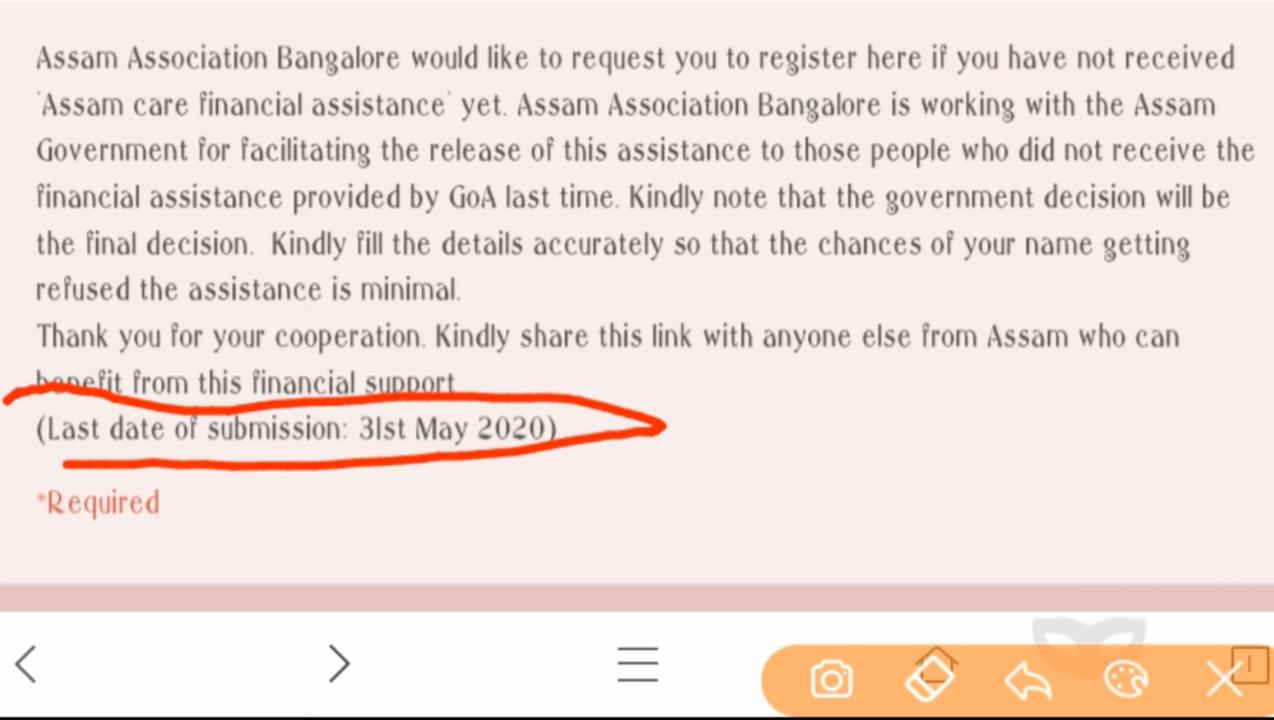 Assam Association Bangalore would like to request you to register here if you have not received
'Assam care financial assistance' yet. Assam Association Bangalore is working with the Assam
Government for facilitating the release of this assistance to those people who did not receive the
financial assistance provided by GoA last time. Kindly note that the government decision will be
the final decision. Kindly fill the details accurately so that the chances of your name getting
refused the assistance is minimal.
Thank you for your cooperation. Kindly share this link with anyone else from Assam who can
benefit from this financial support
(Last date of submission: 31st May 2020)
*Required